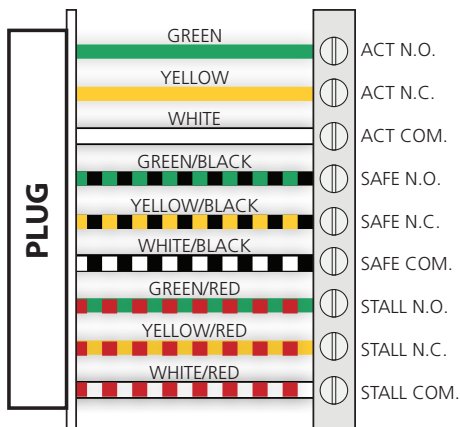 PLUG
GREEN
ACT N.O.
YELLOW
ACT N.C.
WHITE
ACT COM.
GREEN/BLACK
SAFE N.O.
YELLOW/BLACK
SAFE N.C.
WHITE/BLACK
SAFE COM.
GREEN/RED
STALL N.O.
YELLOW/RED
STALL N.C.
WHITE/RED
STALL COM.